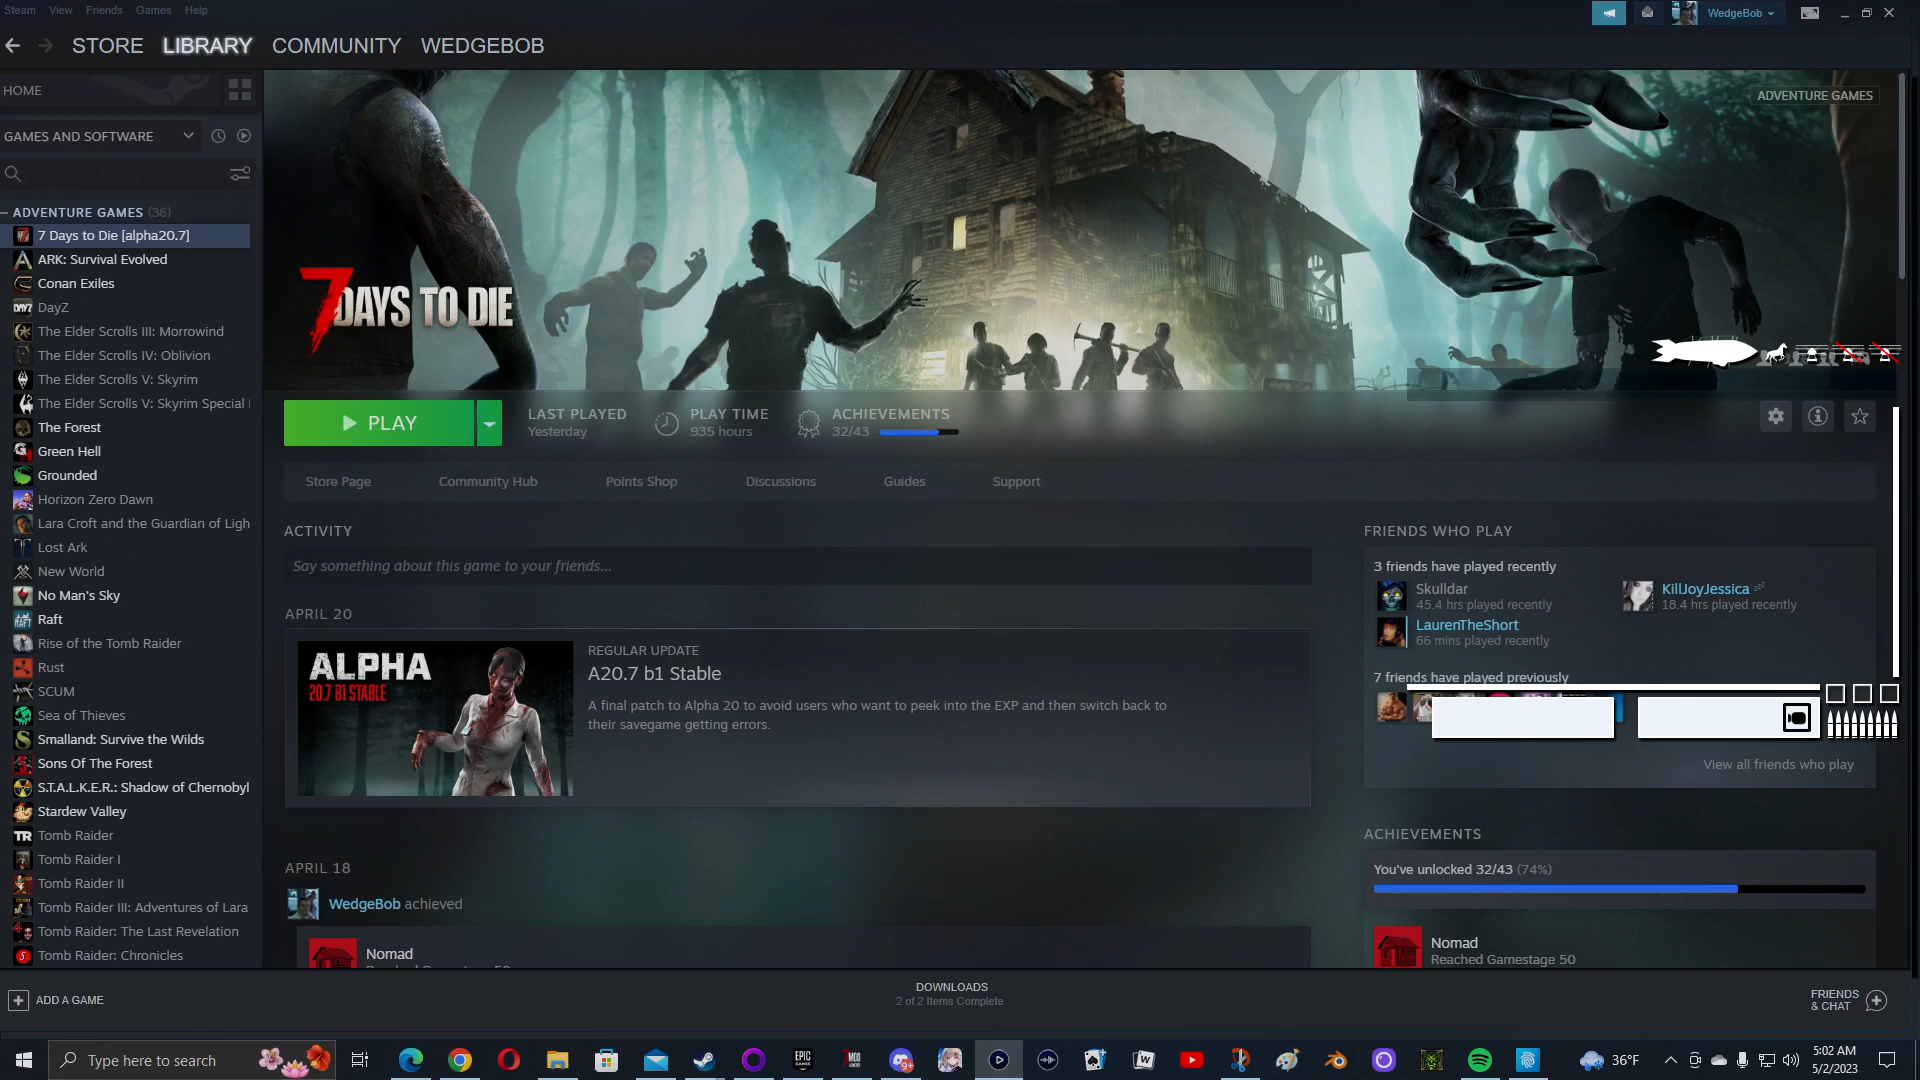 Steam View Friends Games Help
WedgeBob
STORE LIBRARY COMMUNITY WEDGEBOB
HOME
GAMES AND SOFTWARE
ADVENTURE GAMES (36)
7 Days to Die [alpha20.7]
ARK: Survival Evolved
Conan Exiles
DayZ
The Elder Scrolls III: Morrowind
The Elder Scrolls IV: Oblivion
The Elder Scrolls V: Skyrim
The Elder Scrolls V: Skyrim Special
The Forest
Green Hell
Grounded
Horizon Zero Dawn
Lara Croft and the Guardian of Ligh
Lost Ark
New World
No Man's Sky
Raft
Rise of the Tomb Raider
Rust
SCUM
Sea of Thieves
Smalland: Survive the Wilds
Sons Of The Forest
S.T.A.L.K.E.R.: Shadow of Chernobyl
Stardew Valley
Tomb Raider
Tomb Raider I
Tomb Raider II
Tomb Raider III: Adventures of Lara
Tomb Raider: The Last Revelation
Tomb Raider: Chronicles
ADD A GAME
ADVENTURE GAMES
7 DAYS TO DIE
PLAY
LAST PLAYED
Yesterday
PLAY TIME
935 hours
ACHIEVEMENTS
32/43
Store Page Community Hub Points Shop Discussions Guides Support
ACTIVITY
Say something about this game to your friends...
APRIL 20
ALPHA
20.7 B1 STABLE
REGULAR UPDATE
A20.7 b1 Stable
A final patch to Alpha 20 to avoid users who want to peek into the EXP and then switch back to
their savegame getting errors.
APRIL 18
WedgeBob achieved
Nomad
Reached Gamestage 50
FRIENDS WHO PLAY
3 friends have played recently
Skulldar
45.4 hrs played recently
KillJoyJessica zz
18.4 hrs played recently
LaurenTheShort
66 mins played recently
7 friends have played previously
View all friends who play
ACHIEVEMENTS
You've unlocked 32/43 (74%)
Nomad
Reached Gamestage 50
DOWNLOADS
2 of 2 Items Complete
FRIENDS
& CHAT
Type here to search
EPIC
GAMES
9+
W
36°F
5:02 AM
5/2/2023